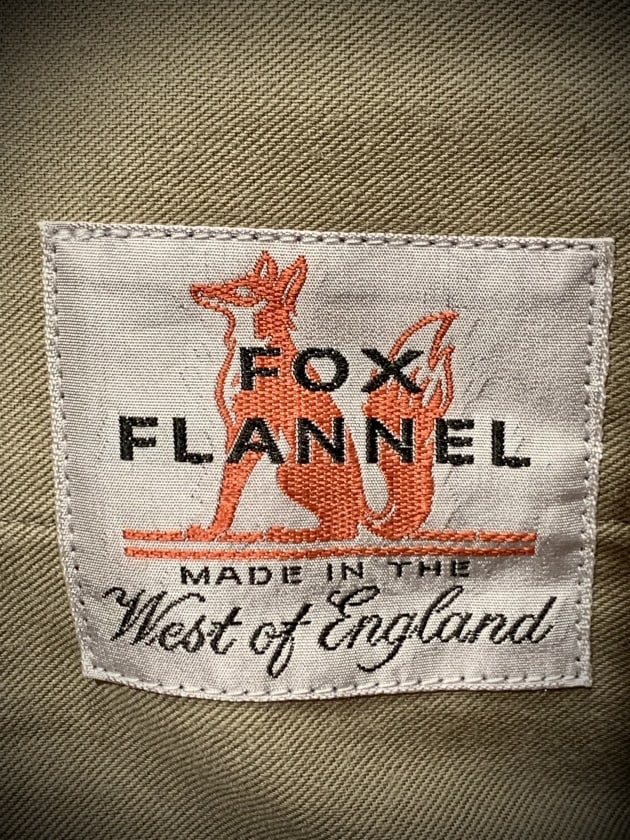 FOX
FLANNEL
MADE IN THE
West of England